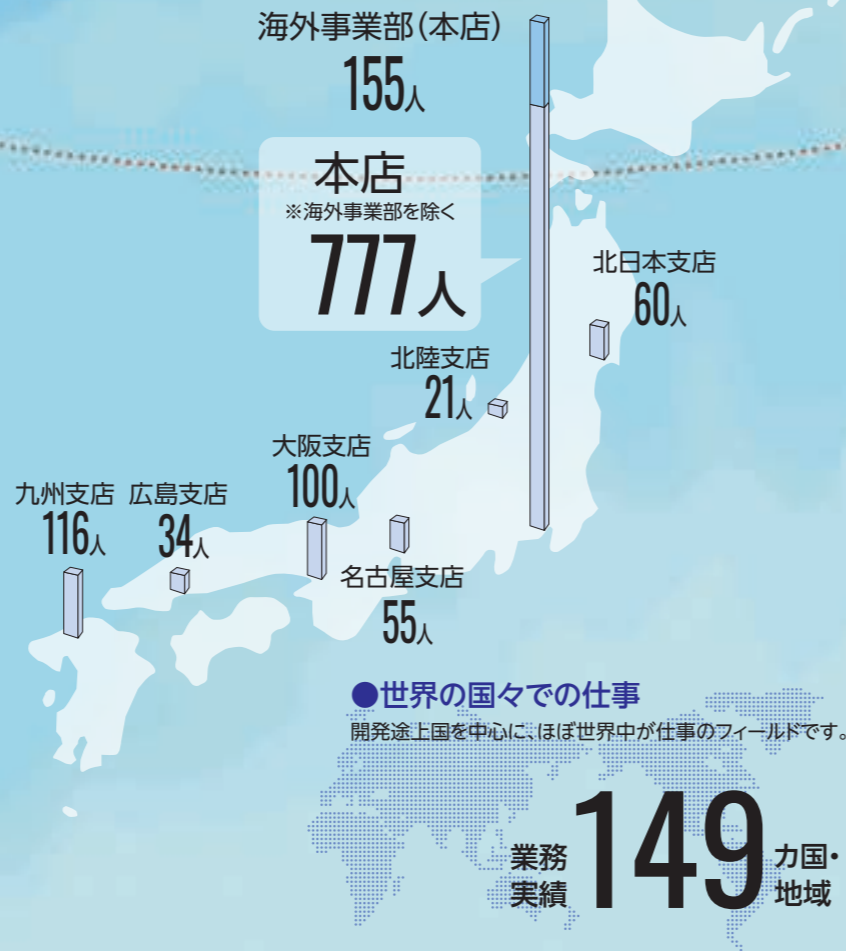 海外事業部(本店)
155人
本店
※海外事業部を除く
777人
北日本支店
60人
北陸支店
21人
大阪支店
100人
九州支店
116人
広島支店
34人
名古屋支店
55人
●世界の国々での仕事
開発途上国を中心に、ほぼ世界中が仕事のフィールドです。
業務
実績
149
カ国・
地域